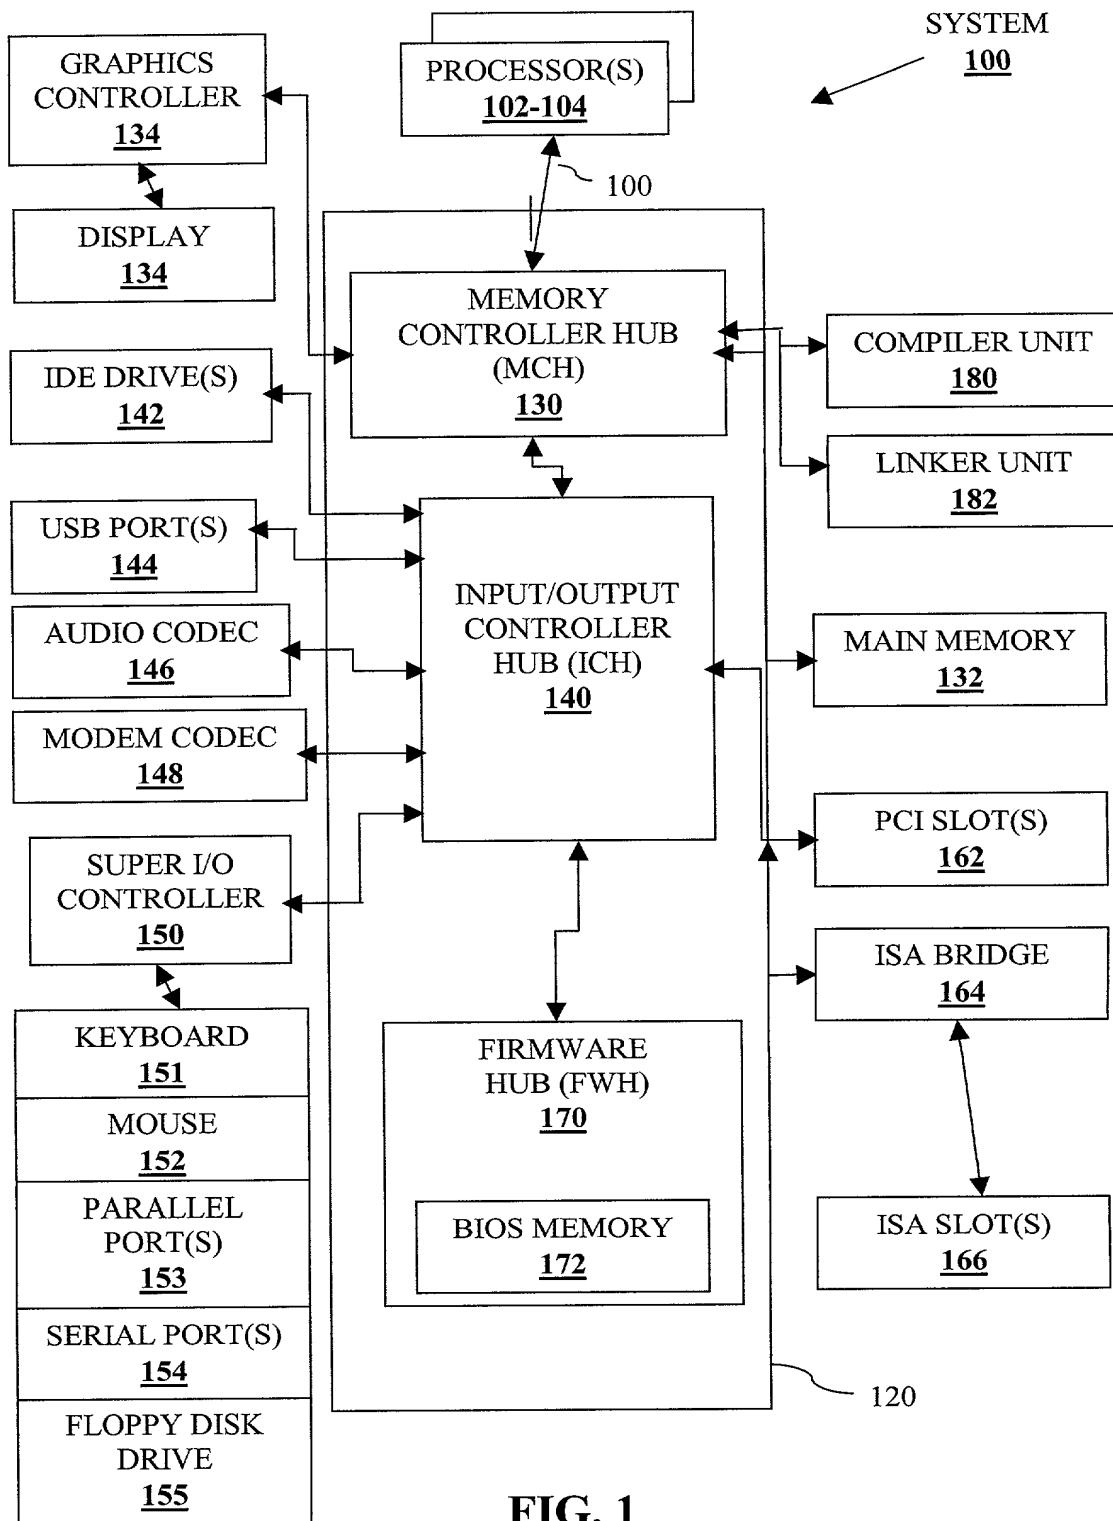 SYSTEM
100
GRAPHICS
CONTROLLER
134
PROCESSOR(S)
102-104
100
DISPLAY
134
MEMORY
CONTROLLER HUB
(MCH)
130
COMPILER UNIT
180
IDE DRIVE(S)
142
LINKER UNIT
182
USB PORT(S)
144
INPUT/OUTPUT
CONTROLLER
HUB (ICH)
140
AUDIO CODEC
146
MAIN MEMORY
132
MODEM CODEC
148
PCI SLOT(S)
162
SUPER I/O
CONTROLLER
150
ISA BRIDGE
164
KEYBOARD
151
FIRMWARE
HUB (FWH)
170
MOUSE
152
PARALLEL
PORT(S)
153
BIOS MEMORY
172
ISA SLOT(S)
166
SERIAL PORT(S)
154
120
FLOPPY DISK
DRIVE
155
FIG. 1